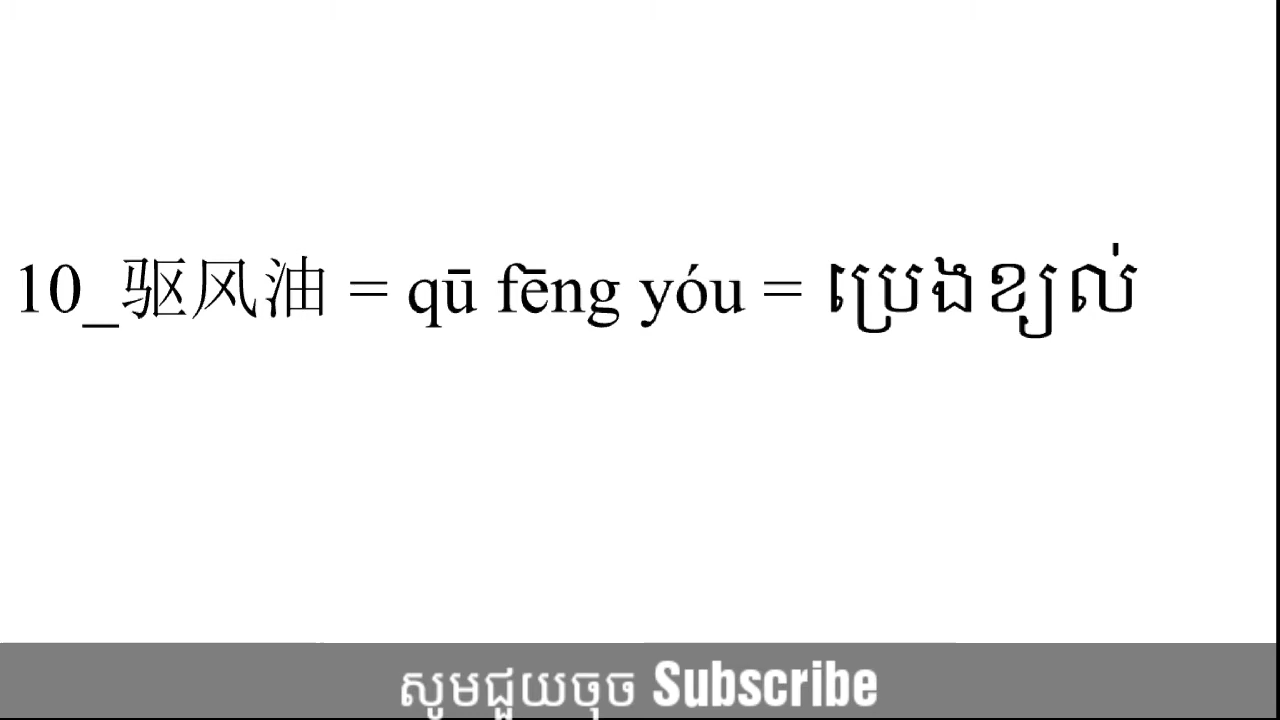 10_驱风油 = qū fēng yóu = ប្រេងខ្យល់
សូមជួយចុច Subscribe